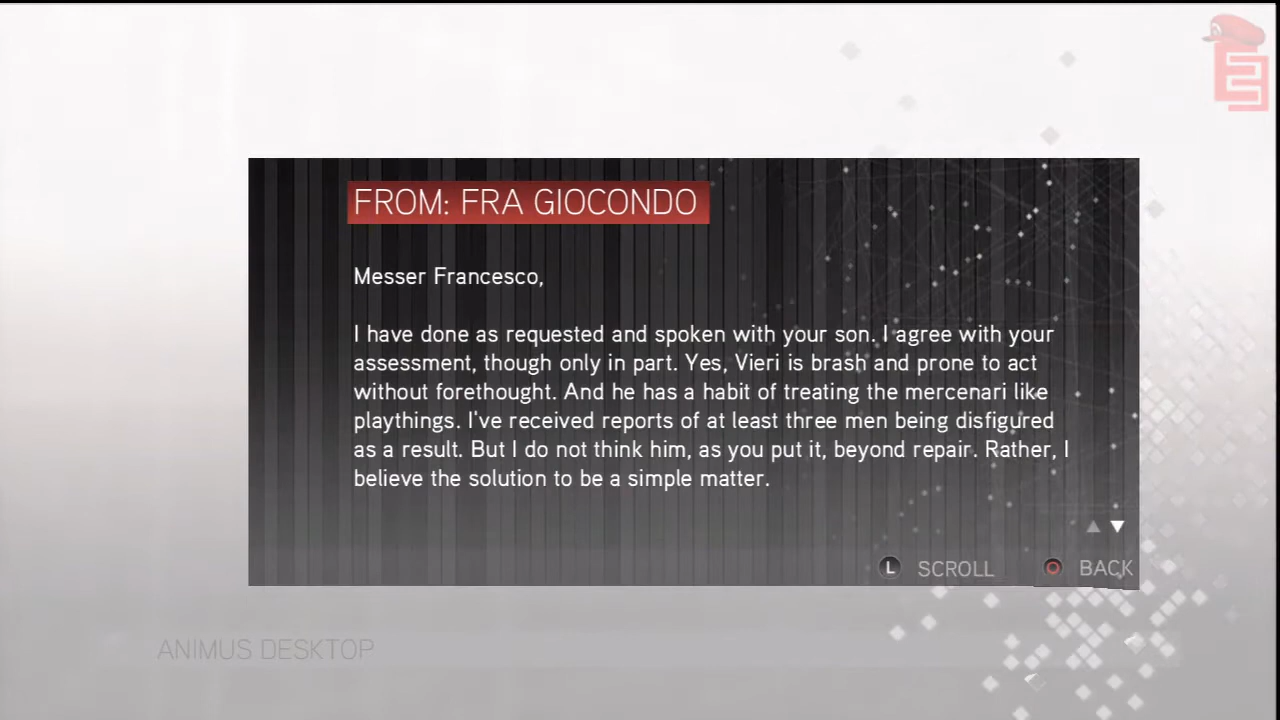 FROM: FRA GIOCONDO
Messer Francesco,
I have done as requested and spoken with your son. I agree with your
assessment, though only in part. Yes, Vieri is brash and prone to act
without forethought. And he has a habit of treating the mercenari like
playthings. I've received reports of at least three men being disfigured
as a result. But I do not think him, as you put it, beyond repair. Rather, I
believe the solution to be a simple matter.
L SCROLL BACK
ANIMUS DESKTOP